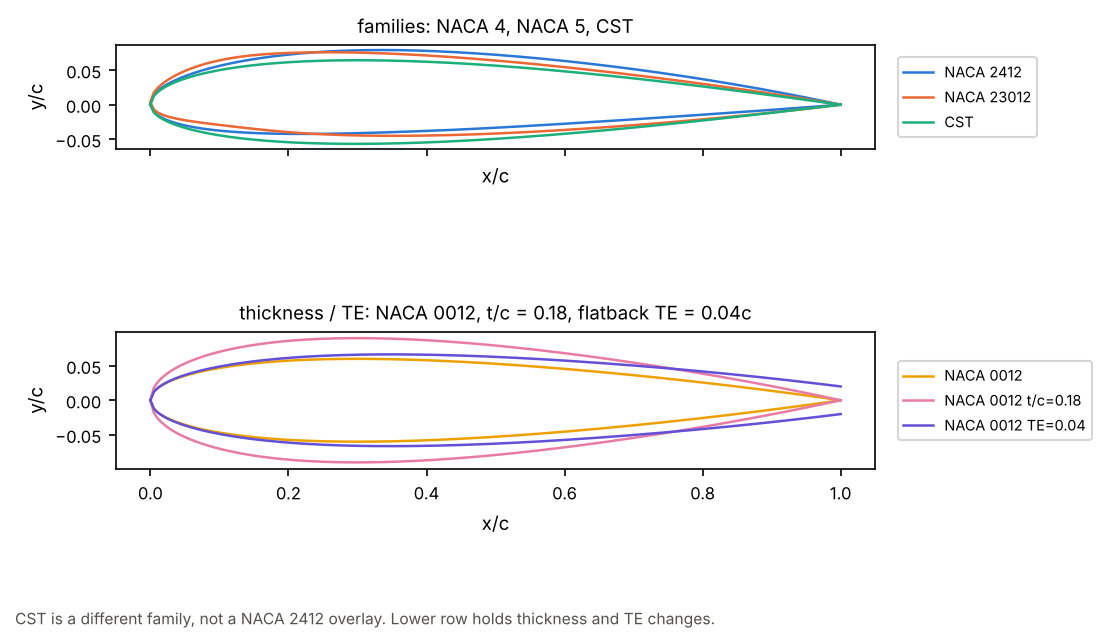 families: NACA 4, NACA 5, CST
y/c
0.05
0.00
−0.05
x/c
NACA 2412
NACA 23012
CST
thickness / TE: NACA 0012, t/c = 0.18, flatback TE = 0.04c
y/c
0.05
0.00
−0.05
0.0 0.2 0.4 0.6 0.8 1.0
x/c
NACA 0012
NACA 0012 t/c=0.18
NACA 0012 TE=0.04
CST is a different family, not a NACA 2412 overlay. Lower row holds thickness and TE changes.